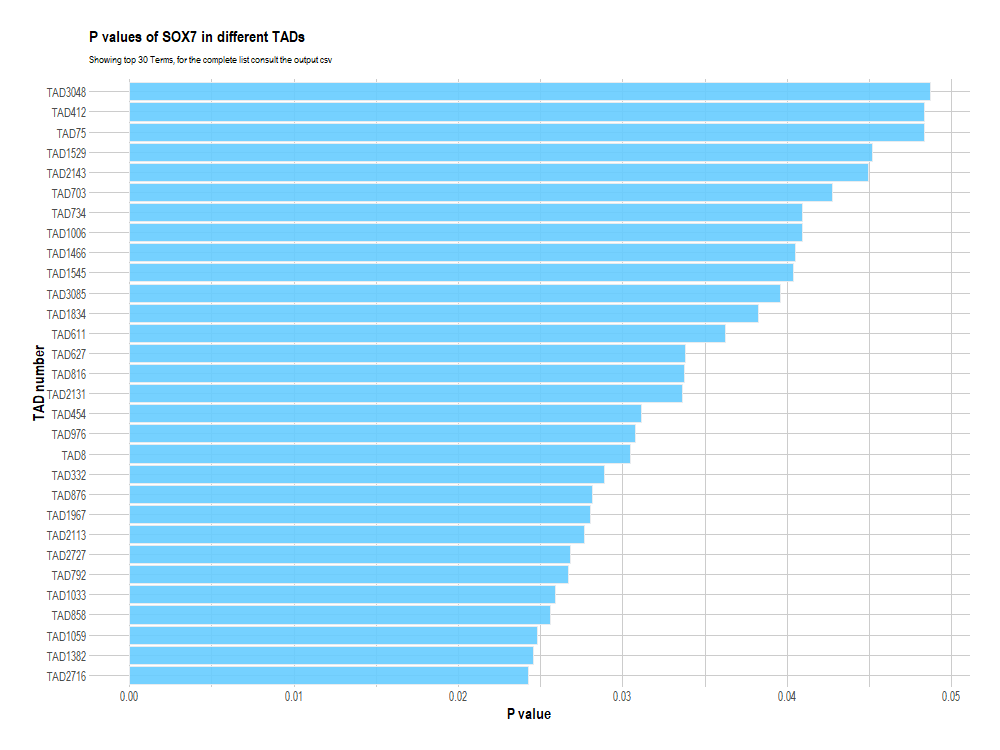 P values of SOX7 in different TADs
Showing top 30 Terms, for the complete list consult the output csv
TAD3048
TAD412
TAD75
TAD1529
TAD2143
TAD703
TAD734
TAD1006
TAD1466
TAD1545
TAD3085
TAD1834
TAD611
TAD627
TAD816
TAD2131
TAD454
TAD976
TAD8
TAD332
TAD876
TAD1967
TAD2113
TAD2727
TAD792
TAD1033
TAD858
TAD1059
TAD1382
TAD2716
TAD number
0.00 0.01 0.02 0.03 0.04 0.05
P value